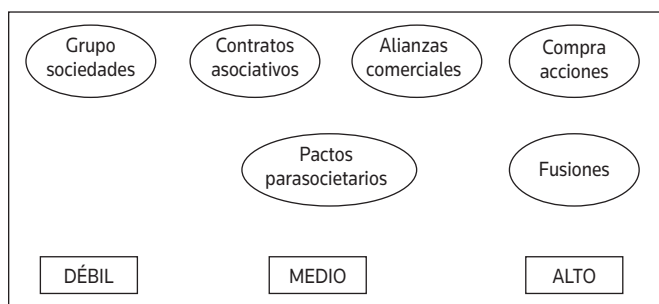 Grupo
sociedades
Contratos
asociativos
Alianzas
comerciales
Compra
acciones
Pactos
parasocietarios
Fusiones
DÉBIL
MEDIO
ALTO